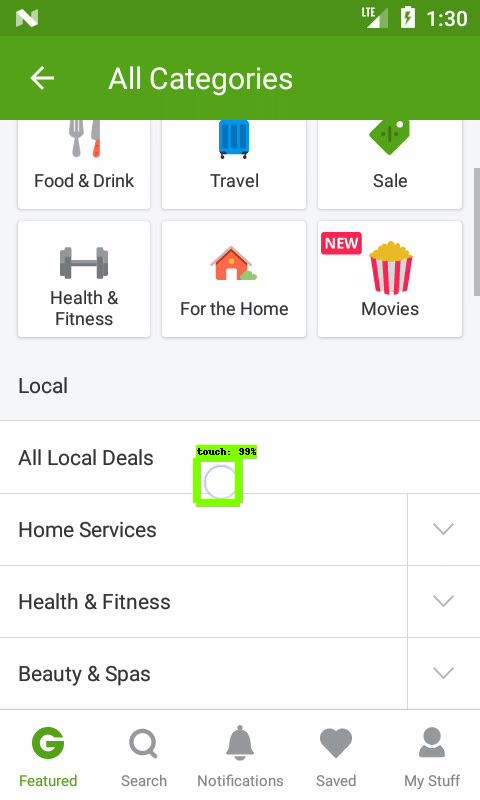 LTE 1:30
All Categories
Food & Drink
Travel
Sale
NEW
Health &
Fitness
For the Home
Movies
Local
All Local Deals
touch: 99%
Home Services
Health & Fitness
Beauty & Spas
Featured
Search
Notifications
Saved
My Stuff